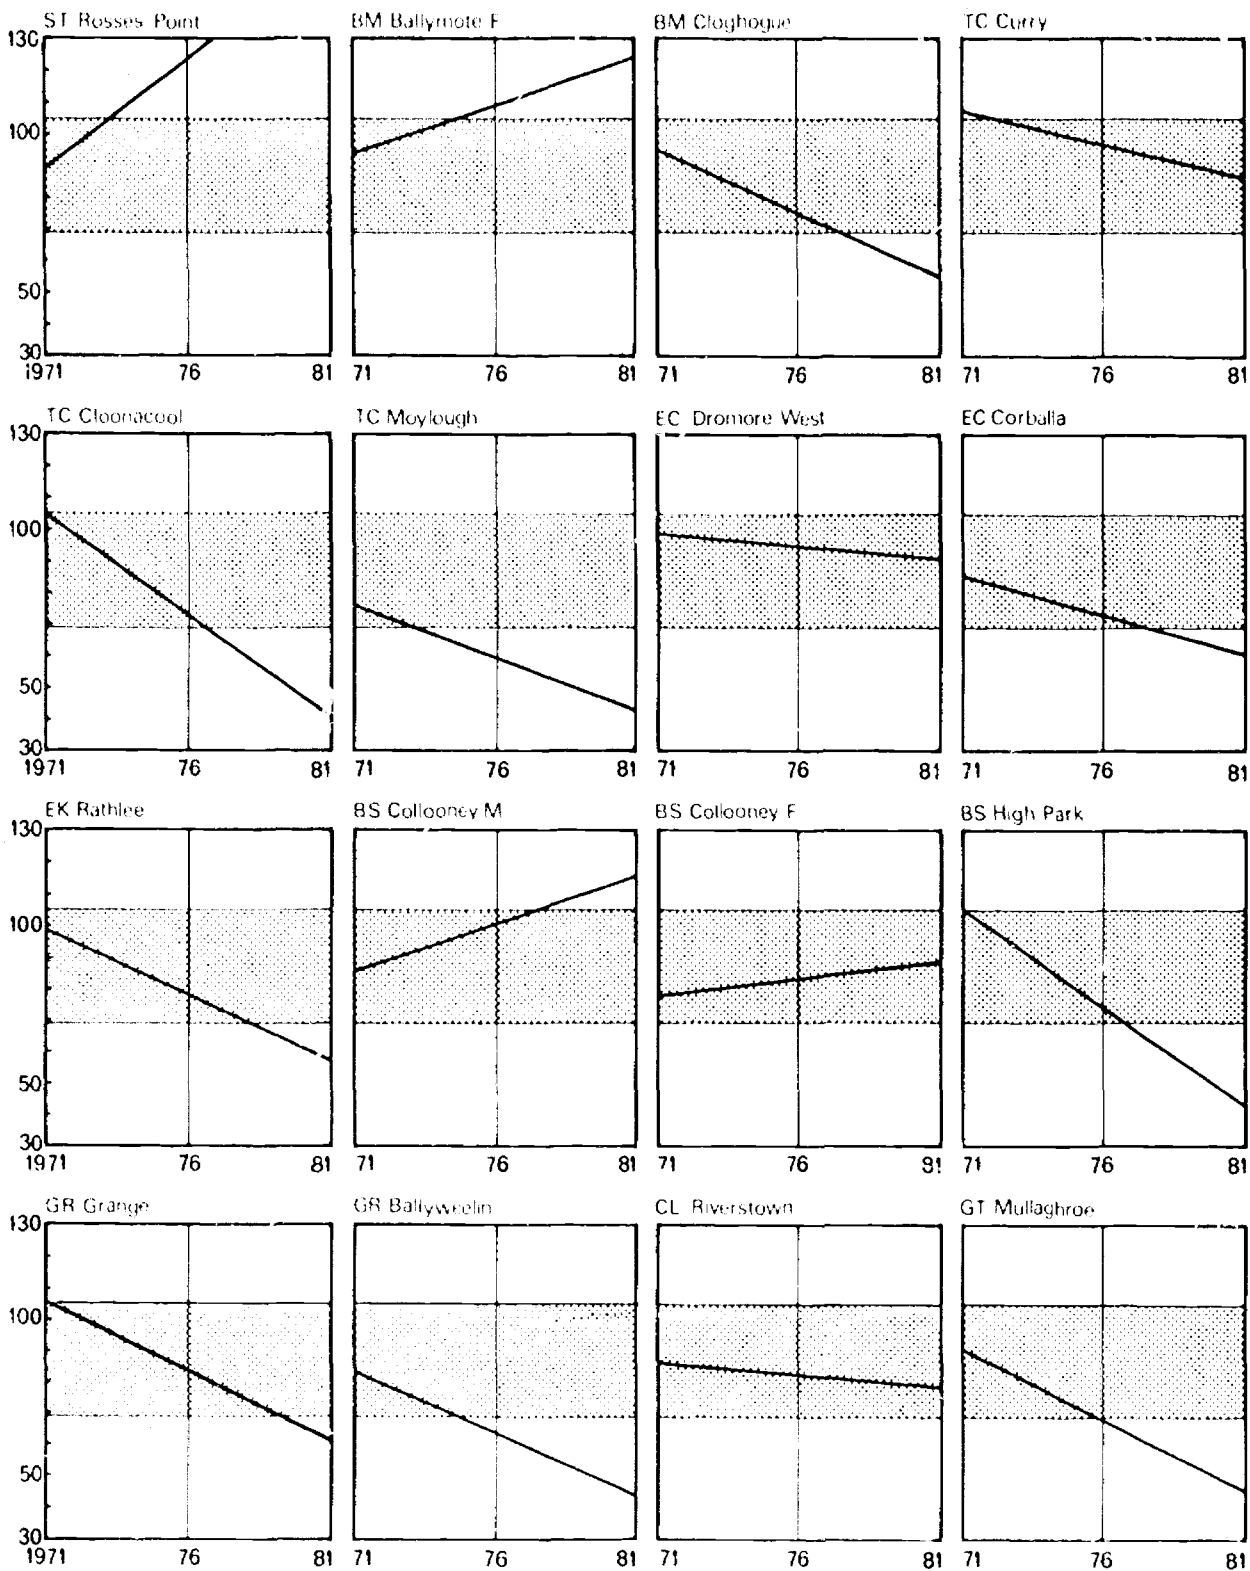 ST Rosses Point BM Ballymote F BM Cloghogue TC Curry
130
100
50
30
1971 76 81 71 76 81 71 76 81 71 76 81
TC Cloonacool TC Moylough EC Dromore West EC Corballa
130
100
50
30
1971 76 81 71 76 81 71 76 81 71 76 81
EK Rathlee BS Collooney M BS Collooney F BS High Park
130
100
50
30
1971 76 81 71 76 81 71 76 81 71 76 81
GR Grange GR Ballyweelin CL Riverstown GT Mullaghroe
130
100
50
30
1971 76 81 71 76 81 71 76 81 71 76 81